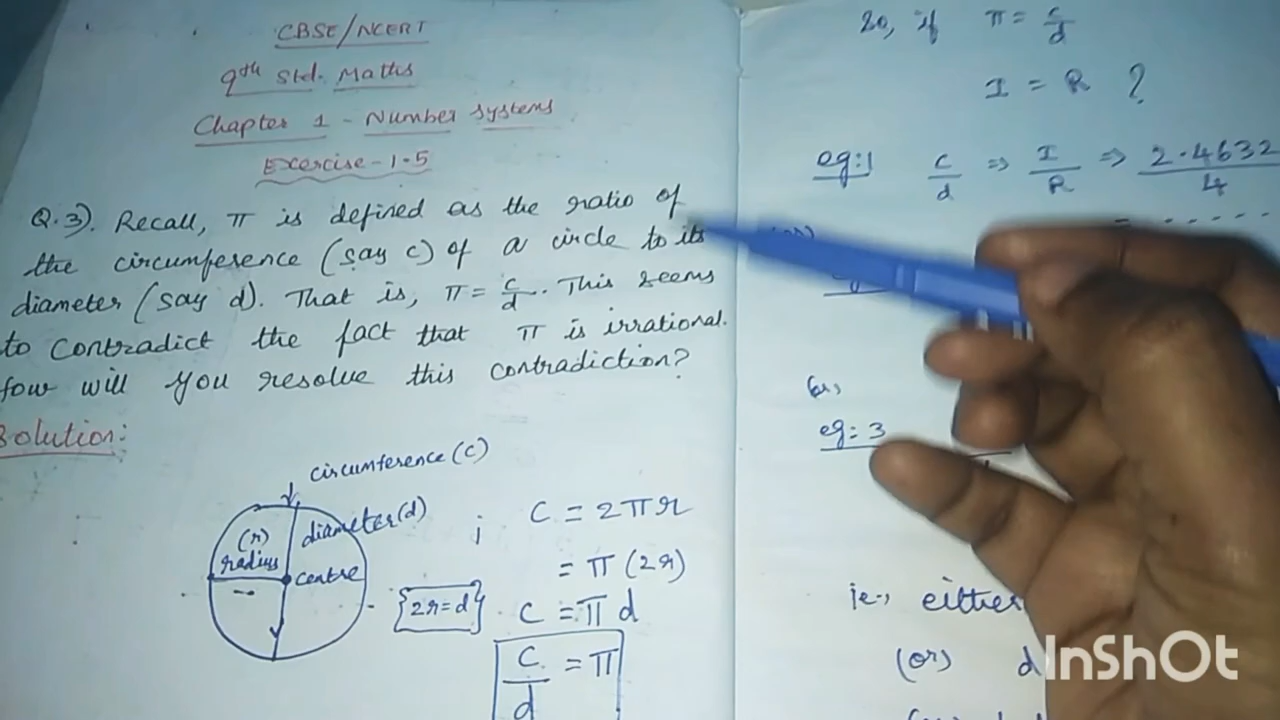 CBSE/NCERT
9th Std. Maths
Chapter 1 - Number systems
Exercise - 1.5
Q.3). Recall, π is defined as the ratio of
the circumference (say c) of a circle to its
diameter (say d). That is, π = c/d. This seems
to contradict the fact that π is irrational.
How will you resolve this contradiction?
Solution:
circumference (c)
diameter (d)
(r)
radius
centre
{2r=d}
; C = 2πr
= π (2r)
C = πd
C/d = π
So, if π = c/d
I = R ?
eg:1 c/d ⇒ I/R ⇒ 2.4632/4
= - - - - -
(or)
eg: 3
ie., either
(or) d
InShOt